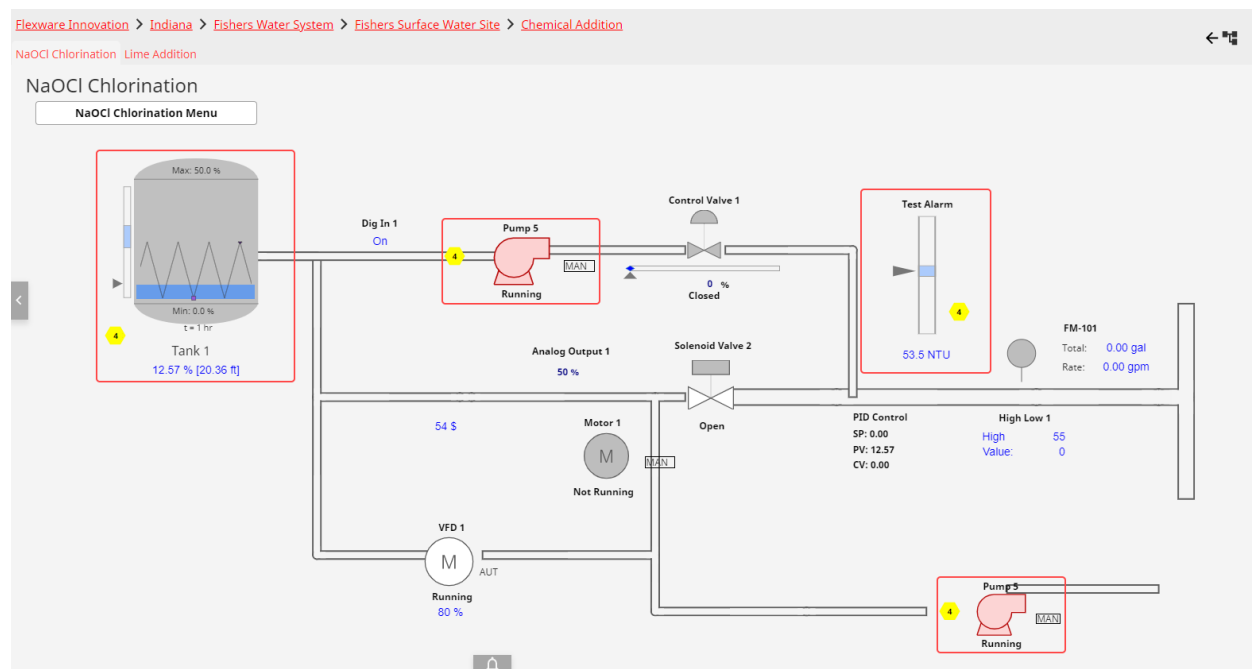 Flexware Innovation > Indiana > Fishers Water System > Fishers Surface Water Site > Chemical Addition
NaOCl Chlorination Lime Addition
NaOCl Chlorination
NaOCl Chlorination Menu
Max: 50.0 %
Min: 0.0 %
t = 1 hr
4
Tank 1
12.57 % [20.36 ft]
Dig In 1
On
Pump 5
4
MAN
Running
Control Valve 1
0 %
Closed
Test Alarm
4
53.5 NTU
FM-101
Total: 0.00 gal
Rate: 0.00 gpm
Analog Output 1
50 %
Solenoid Valve 2
Open
54 $
Motor 1
M
MAN
Not Running
PID Control
SP: 0.00
PV: 12.57
CV: 0.00
High Low 1
High 55
Value: 0
VFD 1
M
AUT
Running
80 %
Pump 5
4
MAN
Running